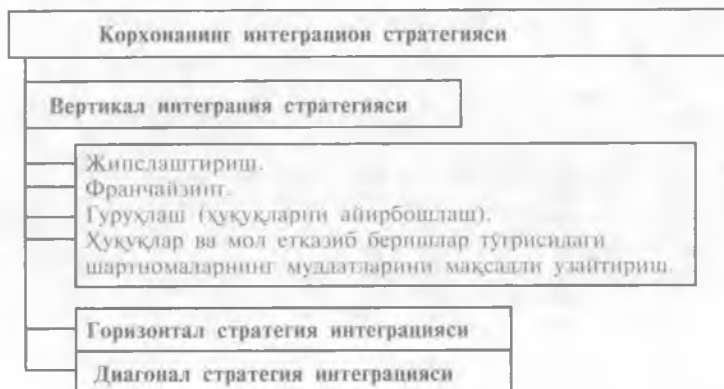 Корхонанинг интеграцион стратегияси
Вертикал интеграция стратегияси
Жипслаштириш.
Франчайзинг.
Гуруҳлаш (ҳуқуқларни айирбошлаш).
Ҳуқуқлар ва мол етказиб беришлар тўғрисидаги
шартномаларнинг муддатларини мақсадли узайтириш.
Горизонтал стратегия интеграцияси
Диагонал стратегия интеграцияси